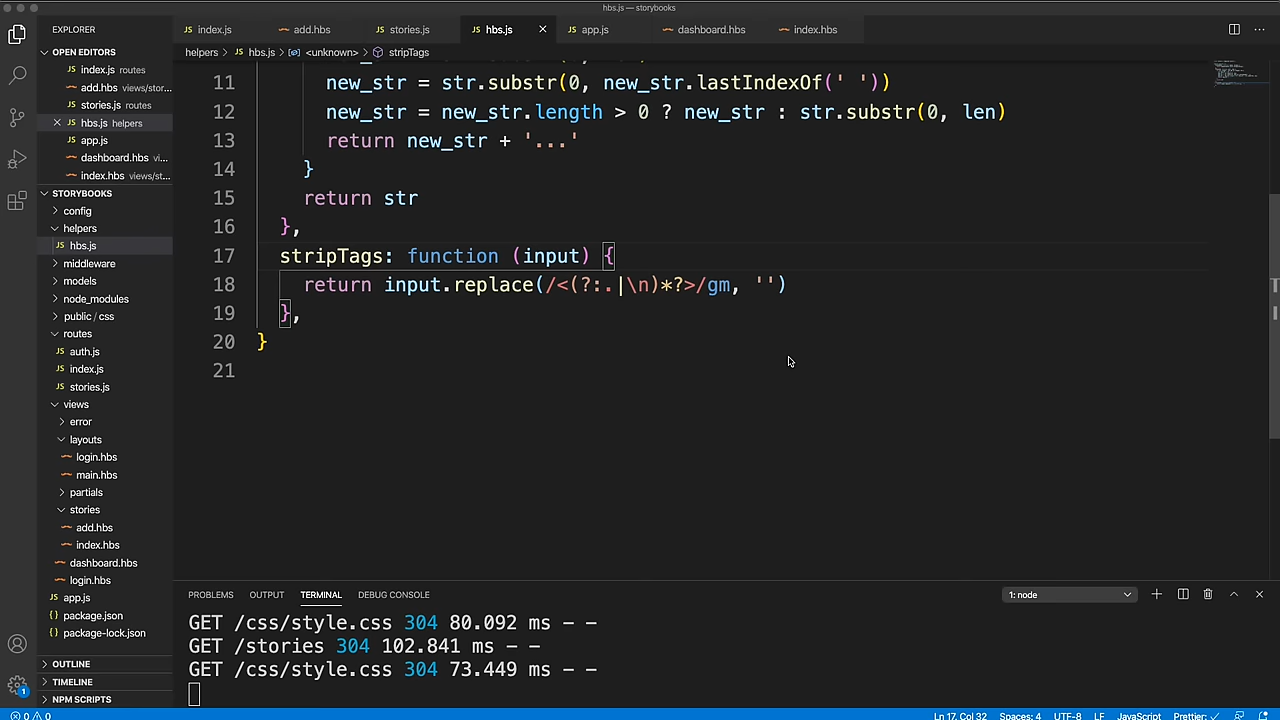 hbs.js — storybooks
EXPLORER
index.js
add.hbs
stories.js
hbs.js
app.js
dashboard.hbs
index.hbs
OPEN EDITORS
helpers > JS hbs.js > <unknown> > stripTags
JS index.js routes
add.hbs views/stor...
JS stories.js routes
JS hbs.js helpers
JS app.js
dashboard.hbs vi...
index.hbs views/st...
STORYBOOKS
config
helpers
JS hbs.js
middleware
models
node_modules
public / css
routes
JS auth.js
JS index.js
JS stories.js
views
error
layouts
login.hbs
main.hbs
partials
stories
add.hbs
index.hbs
dashboard.hbs
login.hbs
JS app.js
{} package.json
{} package-lock.json
OUTLINE
TIMELINE
NPM SCRIPTS
11 new_str = str.substr(0, new_str.lastIndexOf(' '))
12 new_str = new_str.length > 0 ? new_str : str.substr(0, len)
13 return new_str + '...'
14 }
15 return str
16 },
17 stripTags: function (input) {
18 return input.replace(/<(?:.|\n)*?>/gm, '')
19 },
20 }
21
PROBLEMS OUTPUT TERMINAL DEBUG CONSOLE
1: node
GET /css/style.css 304 80.092 ms - -
GET /stories 304 102.841 ms - -
GET /css/style.css 304 73.449 ms - -
1
0 0 Ln 17, Col 32 Spaces: 4 UTF-8 LF JavaScript Prettier: ✓